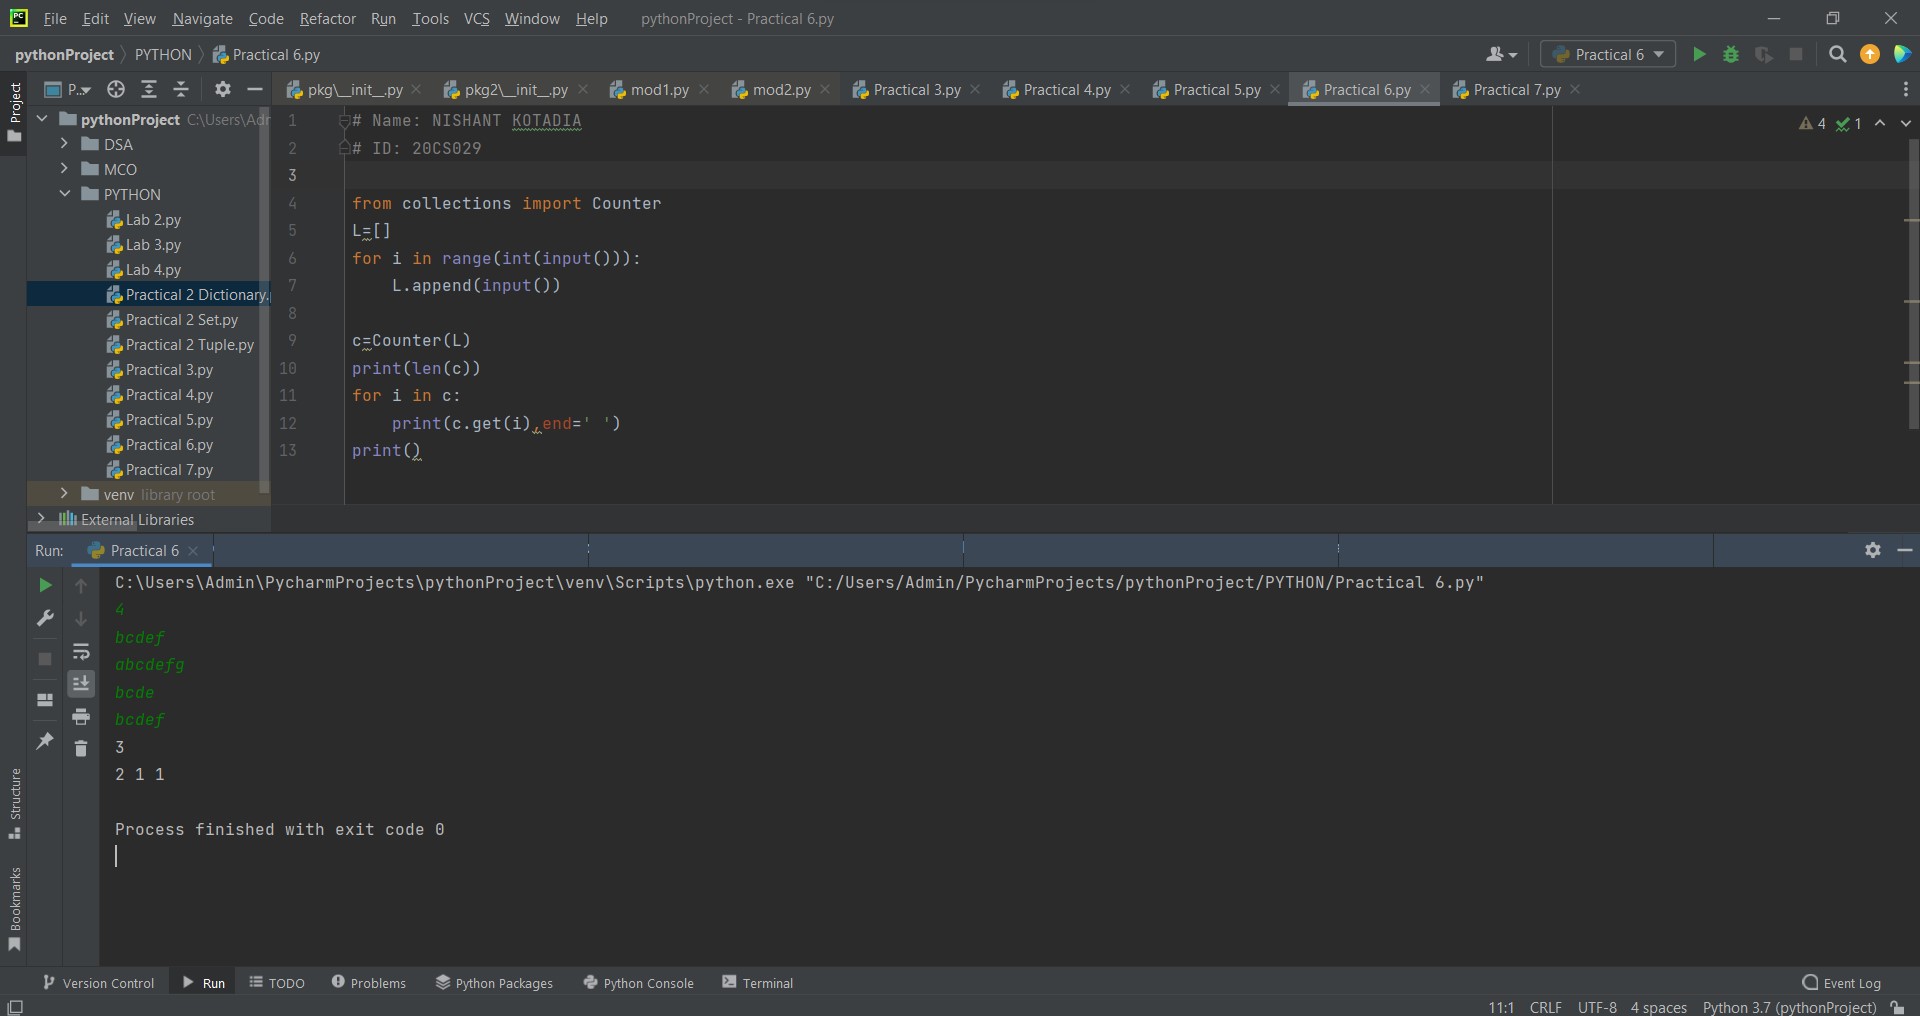 PC File Edit View Navigate Code Refactor Run Tools VCS Window Help pythonProject - Practical 6.py
pythonProject PYTHON Practical 6.py Practical 6
P... pkg\__init__.py pkg2\__init__.py mod1.py mod2.py Practical 3.py Practical 4.py Practical 5.py Practical 6.py Practical 7.py
Project
pythonProject C:\Users\Adr
DSA
MCO
PYTHON
Lab 2.py
Lab 3.py
Lab 4.py
Practical 2 Dictionary.
Practical 2 Set.py
Practical 2 Tuple.py
Practical 3.py
Practical 4.py
Practical 5.py
Practical 6.py
Practical 7.py
venv library root
External Libraries
1 # Name: NISHANT KOTADIA
4 1
2 # ID: 20CS029
3
4 from collections import Counter
5 L=[]
6 for i in range(int(input())):
7     L.append(input())
8
9 c=Counter(L)
10 print(len(c))
11 for i in c:
12     print(c.get(i),end=' ')
13 print()
Run: Practical 6
C:\Users\Admin\PycharmProjects\pythonProject\venv\Scripts\python.exe "C:/Users/Admin/PycharmProjects/pythonProject/PYTHON/Practical 6.py"
4
bcdef
abcdefg
bcde
bcdef
3
2 1 1
Process finished with exit code 0
Structure
Bookmarks
Version Control Run TODO Problems Python Packages Python Console Terminal Event Log
11:1 CRLF UTF-8 4 spaces Python 3.7 (pythonProject)